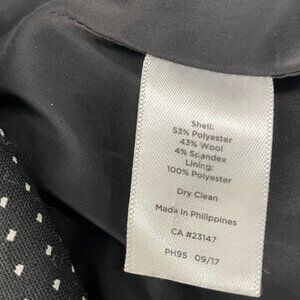 Shell:
53% Polyester
43% Wool
4% Spandex
Lining:
100% Polyester
Dry Clean
Made in Philippines
CA #23147
PH95 09/17